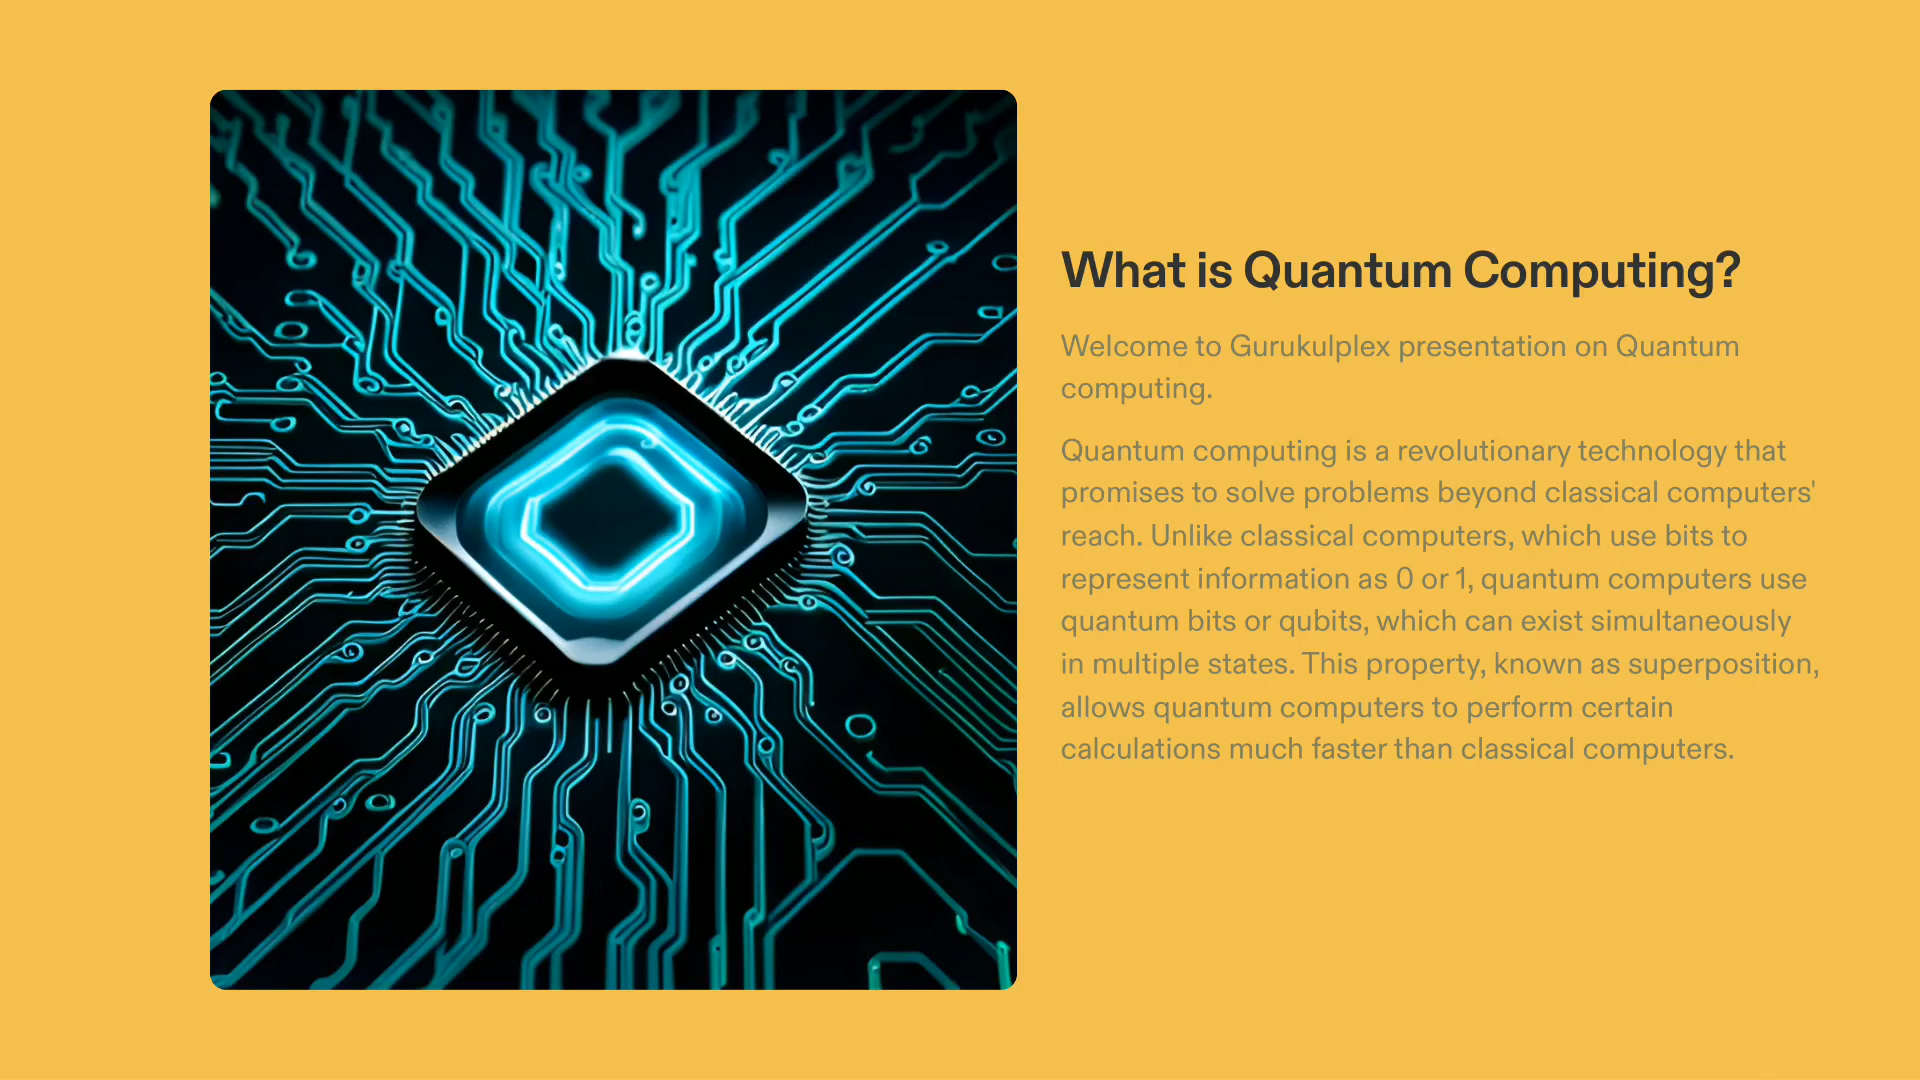 What is Quantum Computing?
Welcome to Gurukulplex presentation on Quantum
computing.
Quantum computing is a revolutionary technology that
promises to solve problems beyond classical computers'
reach. Unlike classical computers, which use bits to
represent information as 0 or 1, quantum computers use
quantum bits or qubits, which can exist simultaneously
in multiple states. This property, known as superposition,
allows quantum computers to perform certain
calculations much faster than classical computers.